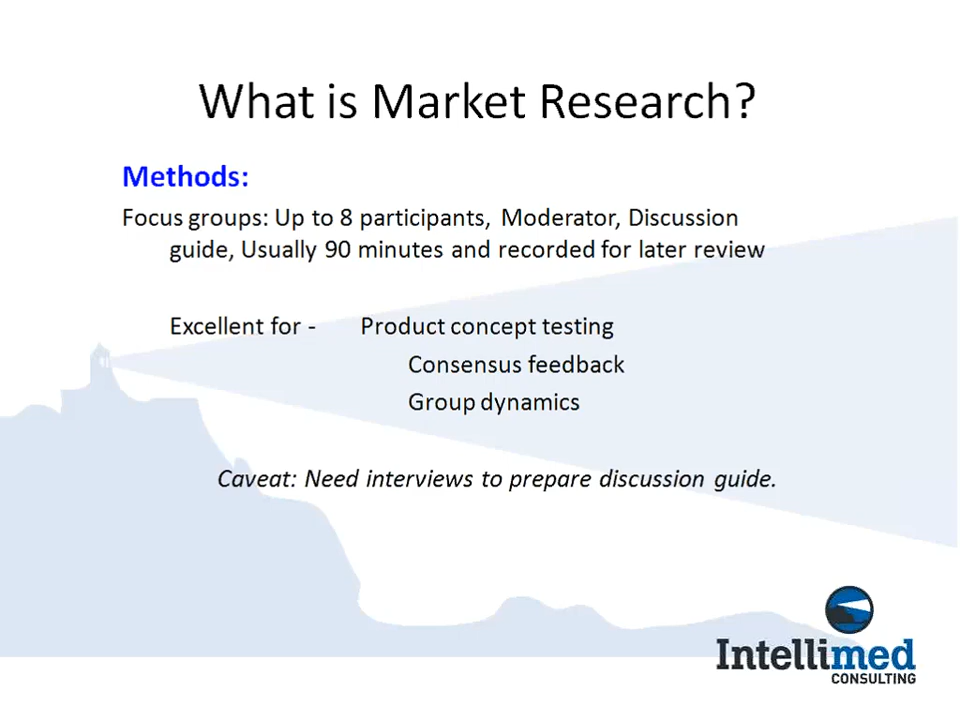 What is Market Research?
Methods:
Focus groups: Up to 8 participants, Moderator, Discussion
guide, Usually 90 minutes and recorded for later review
Excellent for - Product concept testing
Consensus feedback
Group dynamics
Caveat: Need interviews to prepare discussion guide.
Intellimed
CONSULTING